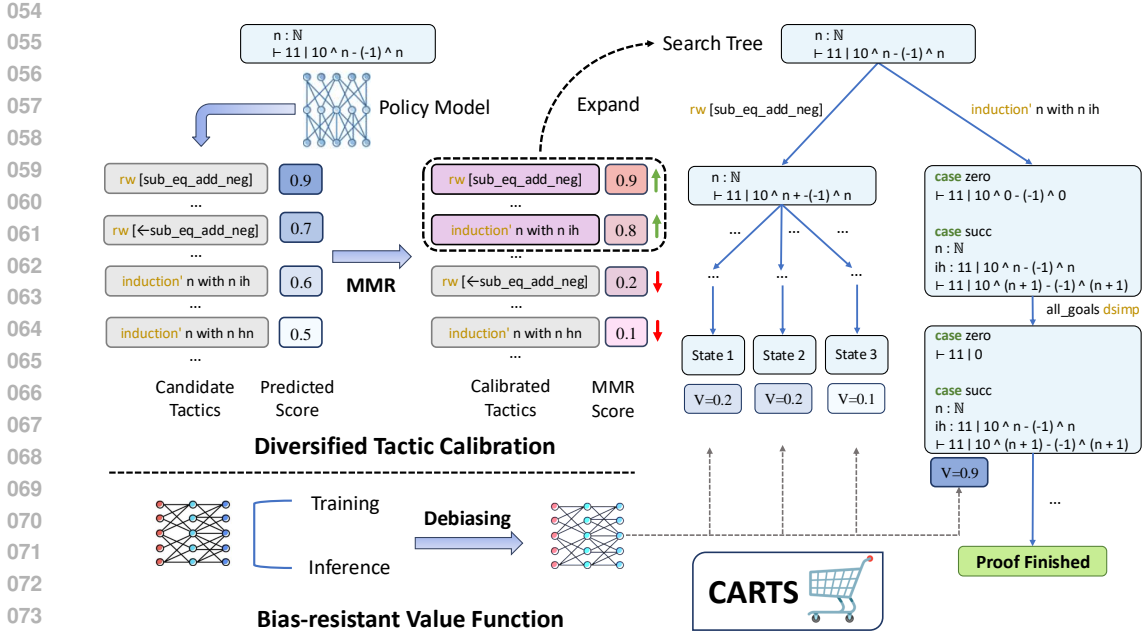 054
055
056
057
058
059
060
061
062
063
064
065
066
067
068
069
070
071
072
073
n : ℕ
⊢ 11 | 10 ^ n - (-1) ^ n
Policy Model
rw [sub_eq_add_neg]
0.9
...
rw [←sub_eq_add_neg]
0.7
...
induction' n with n ih
0.6
...
induction' n with n hn
0.5
...
Candidate
Tactics
Predicted
Score
MMR
Expand
rw [sub_eq_add_neg]
0.9
...
induction' n with n ih
0.8
...
rw [←sub_eq_add_neg]
0.2
...
induction' n with n hn
0.1
...
Calibrated
Tactics
MMR
Score
Diversified Tactic Calibration
Training
Inference
Debiasing
Bias-resistant Value Function
Search Tree
n : ℕ
⊢ 11 | 10 ^ n - (-1) ^ n
rw [sub_eq_add_neg]
induction' n with n ih
n : ℕ
⊢ 11 | 10 ^ n + -(-1) ^ n
... ... ...
... ... ...
State 1
State 2
State 3
V=0.2
V=0.2
V=0.1
case zero
⊢ 11 | 10 ^ 0 - (-1) ^ 0
case succ
n : ℕ
ih : 11 | 10 ^ n - (-1) ^ n
⊢ 11 | 10 ^ (n + 1) - (-1) ^ (n + 1)
all_goals dsimp
case zero
⊢ 11 | 0
case succ
n : ℕ
ih : 11 | 10 ^ n - (-1) ^ n
⊢ 11 | 10 ^ (n + 1) - (-1) ^ (n + 1)
V=0.9
...
Proof Finished
CARTS